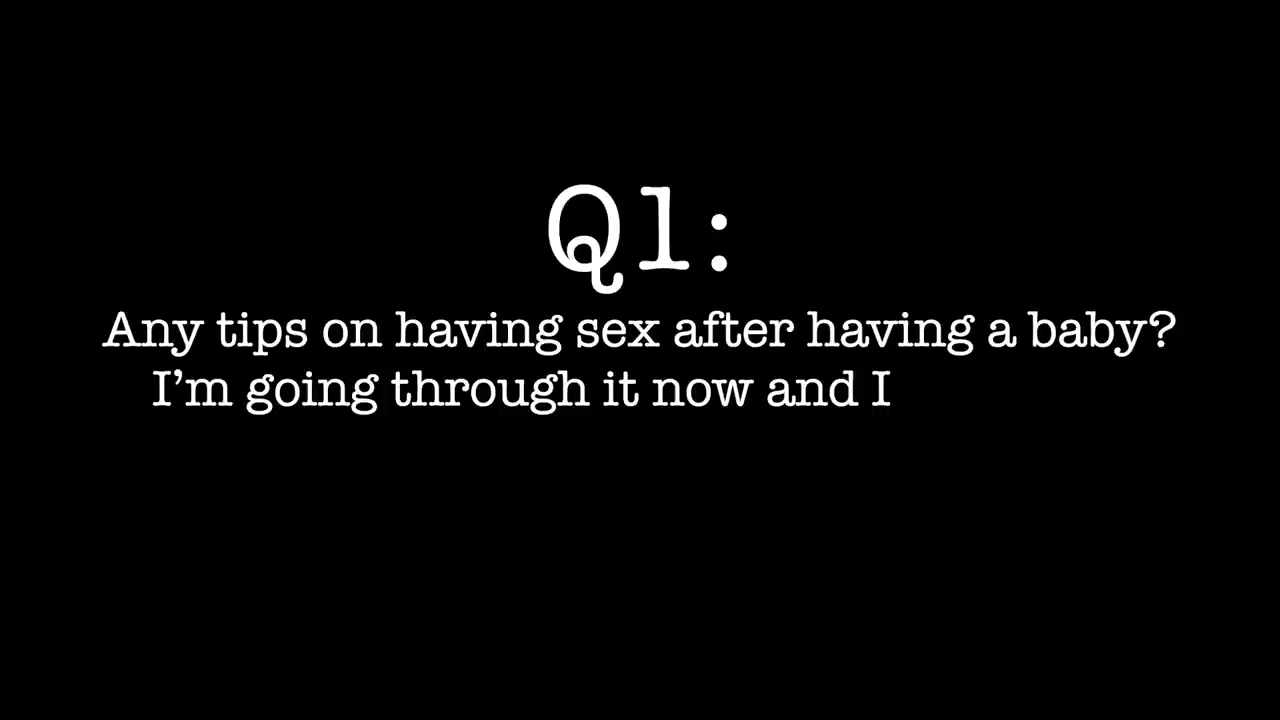 Q1:
Any tips on having sex after having a baby?
I’m going through it now and I